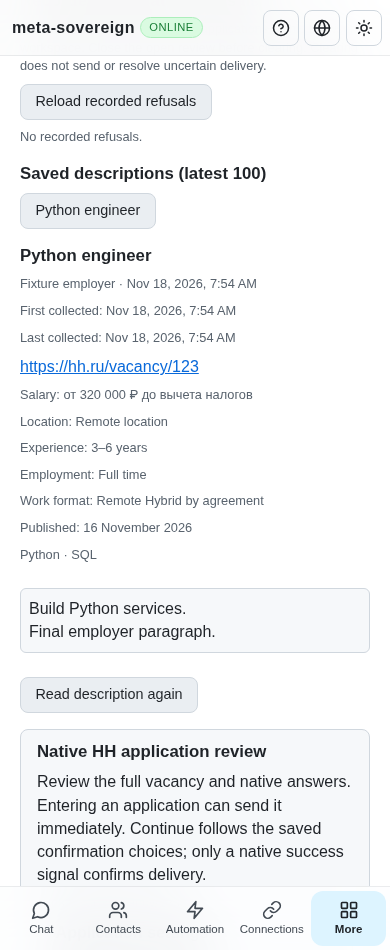 meta-sovereign ONLINE
does not send or resolve uncertain delivery.
Reload recorded refusals
No recorded refusals.
Saved descriptions (latest 100)
Python engineer
Python engineer
Fixture employer · Nov 18, 2026, 7:54 AM
First collected: Nov 18, 2026, 7:54 AM
Last collected: Nov 18, 2026, 7:54 AM
https://hh.ru/vacancy/123
Salary: от 320 000 ₽ до вычета налогов
Location: Remote location
Experience: 3–6 years
Employment: Full time
Work format: Remote Hybrid by agreement
Published: 16 November 2026
Python · SQL
Build Python services.
Final employer paragraph.
Read description again
Native HH application review
Review the full vacancy and native answers.
Entering an application can send it
immediately. Continue follows the saved
confirmation choices; only a native success
signal confirms delivery.
Chat Contacts Automation Connections More